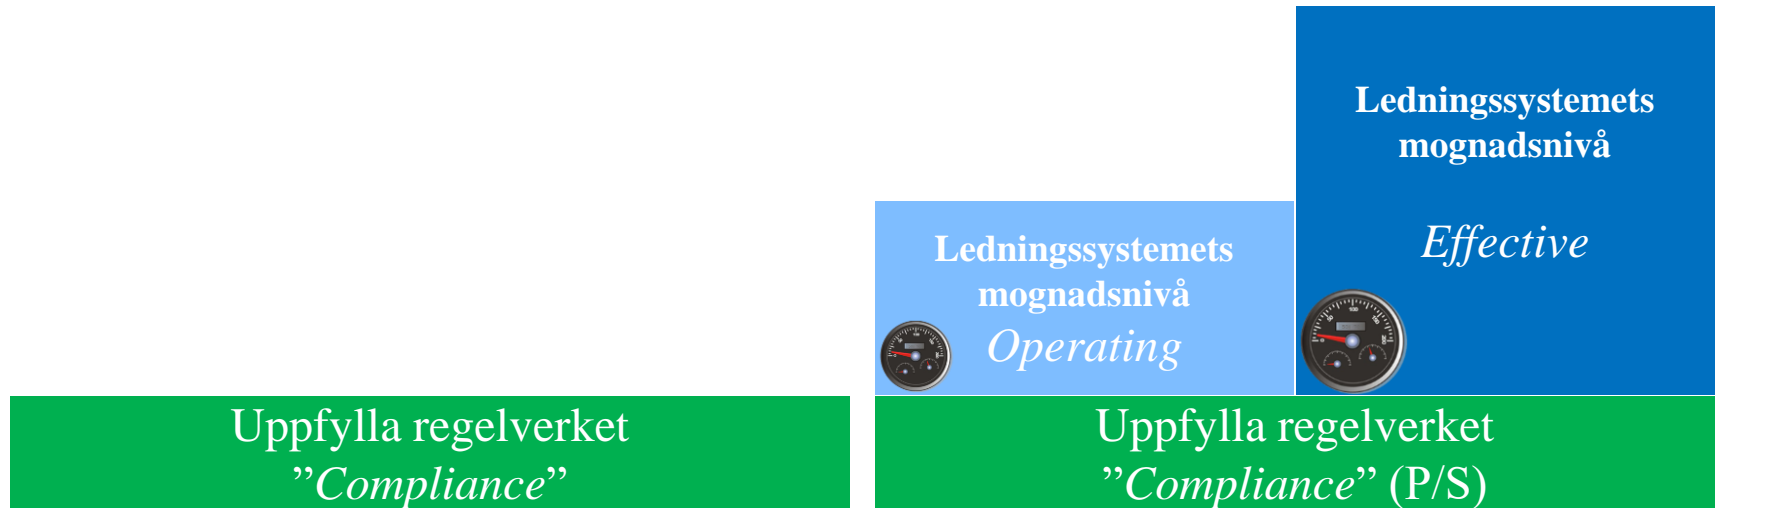 Uppfylla regelverket
”Compliance”
Ledningssystemets
mognadsnivå
Operating
Ledningssystemets
mognadsnivå
Effective
Uppfylla regelverket
”Compliance” (P/S)